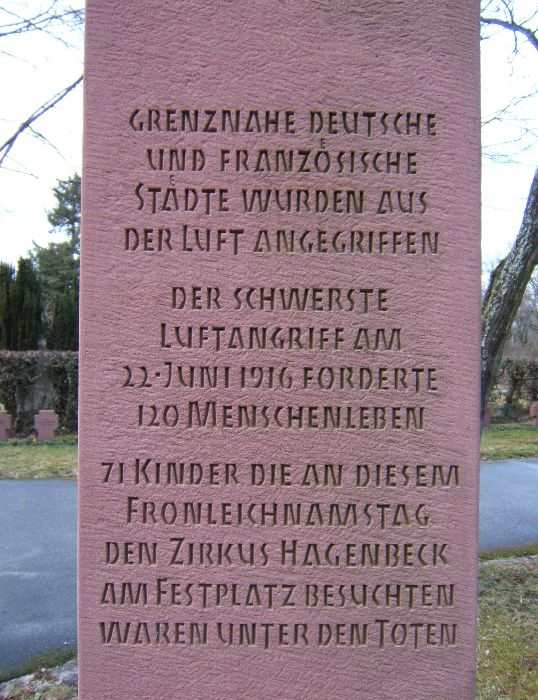 GRENZNAHE DEUTSCHE
UND FRANZÖSISCHE
STÄDTE WURDEN AUS
DER LUFT ANGEGRIFFEN
DER SCHWERSTE
LUFTANGRIFF AM
22·JUNI 1916 FORDERTE
120 MENSCHENLEBEN
71 KINDER DIE AN DIESEM
FRONLEICHNAMSTAG
DEN ZIRKUS HAGENBECK
AM FESTPLATZ BESUCHTEN
WAREN UNTER DEN TOTEN